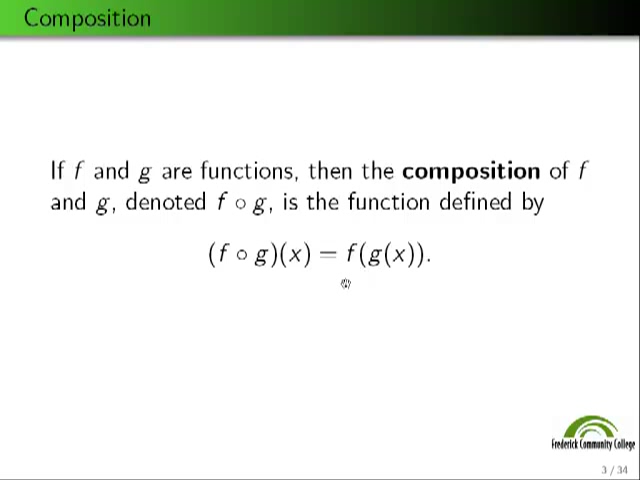 Composition
If f and g are functions, then the composition of f
and g, denoted f ∘ g, is the function defined by
(f ∘ g)(x) = f(g(x)).
Frederick Community College
3 / 34